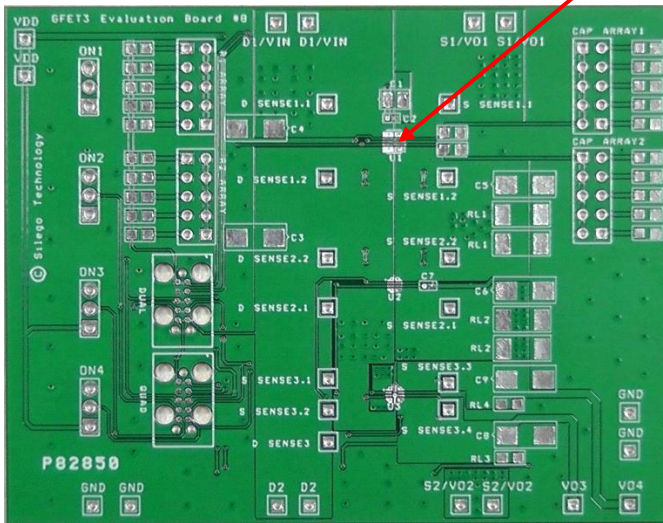 GFET3 Evaluation Board #8
VDD
VDD
D1/VIN D1/VIN
S1/VO1 S1/VO1
CAP ARRAY1
ON1
D SENSE1.1
S SENSE1.1
C2
C4
U1
CAP ARRAY2
ON2
R2 ARRAY
D SENSE1.2
S SENSE1.2
C5
RL1
© Silego Technology
C3
S SENSE2.2
RL1
D SENSE2.2
ON3
DUAL
C7
U2
C6
D SENSE2.1
S SENSE2.1
RL2
RL2
ON4
QUAD
S SENSE3.1
S SENSE3.3
C9
S SENSE3.2
U3
RL4
GND
D SENSE3
S SENSE3.4
C8
GND
P82850
RL3
GND GND
D2 D2
S2/VO2 S2/VO2
VO3
VO4